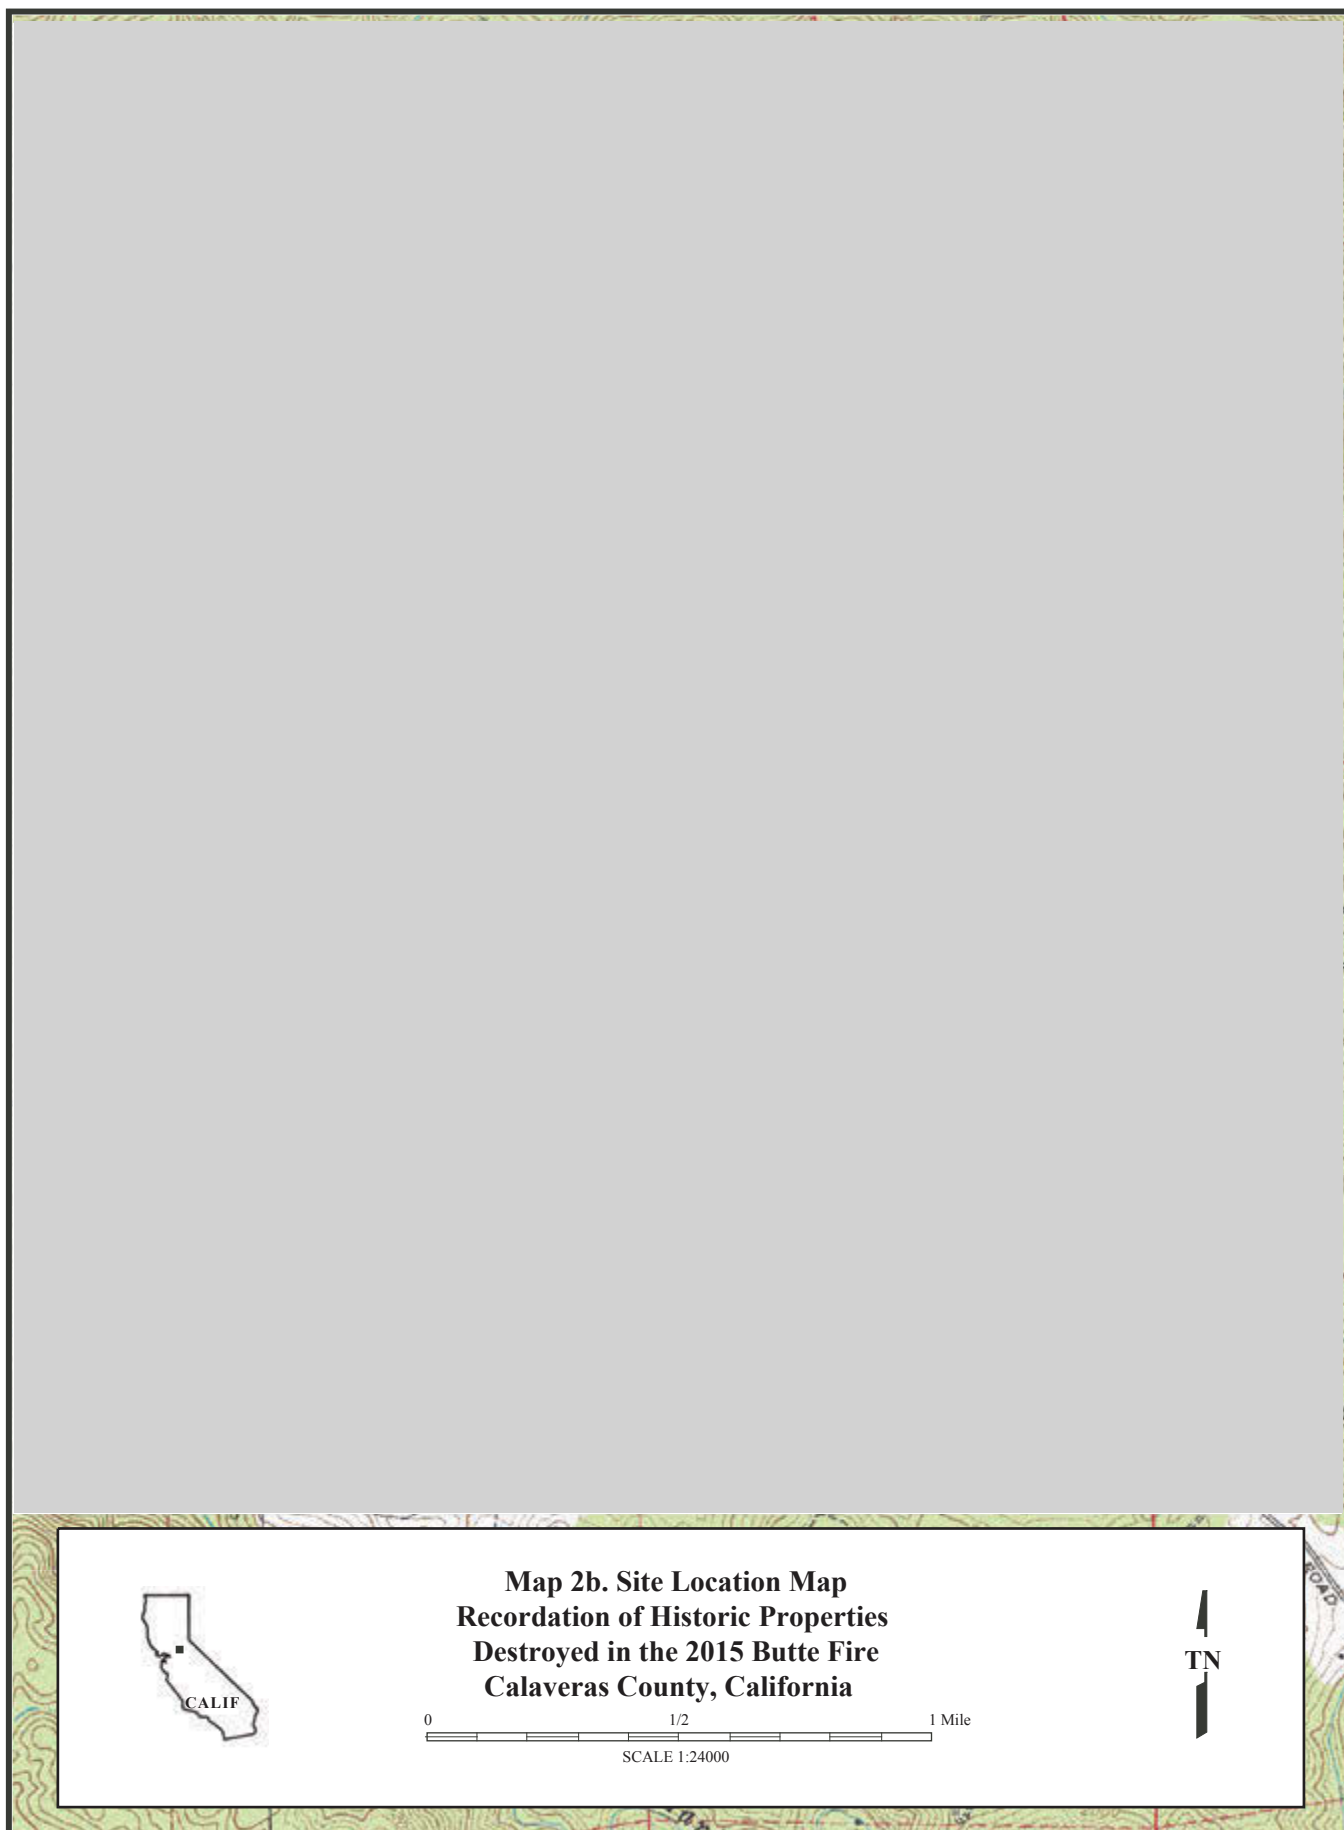 Map 2b. Site Location Map
Recordation of Historic Properties
Destroyed in the 2015 Butte Fire
Calaveras County, California
CALIF
TN
0 1/2 1 Mile
SCALE 1:24000
ROAD